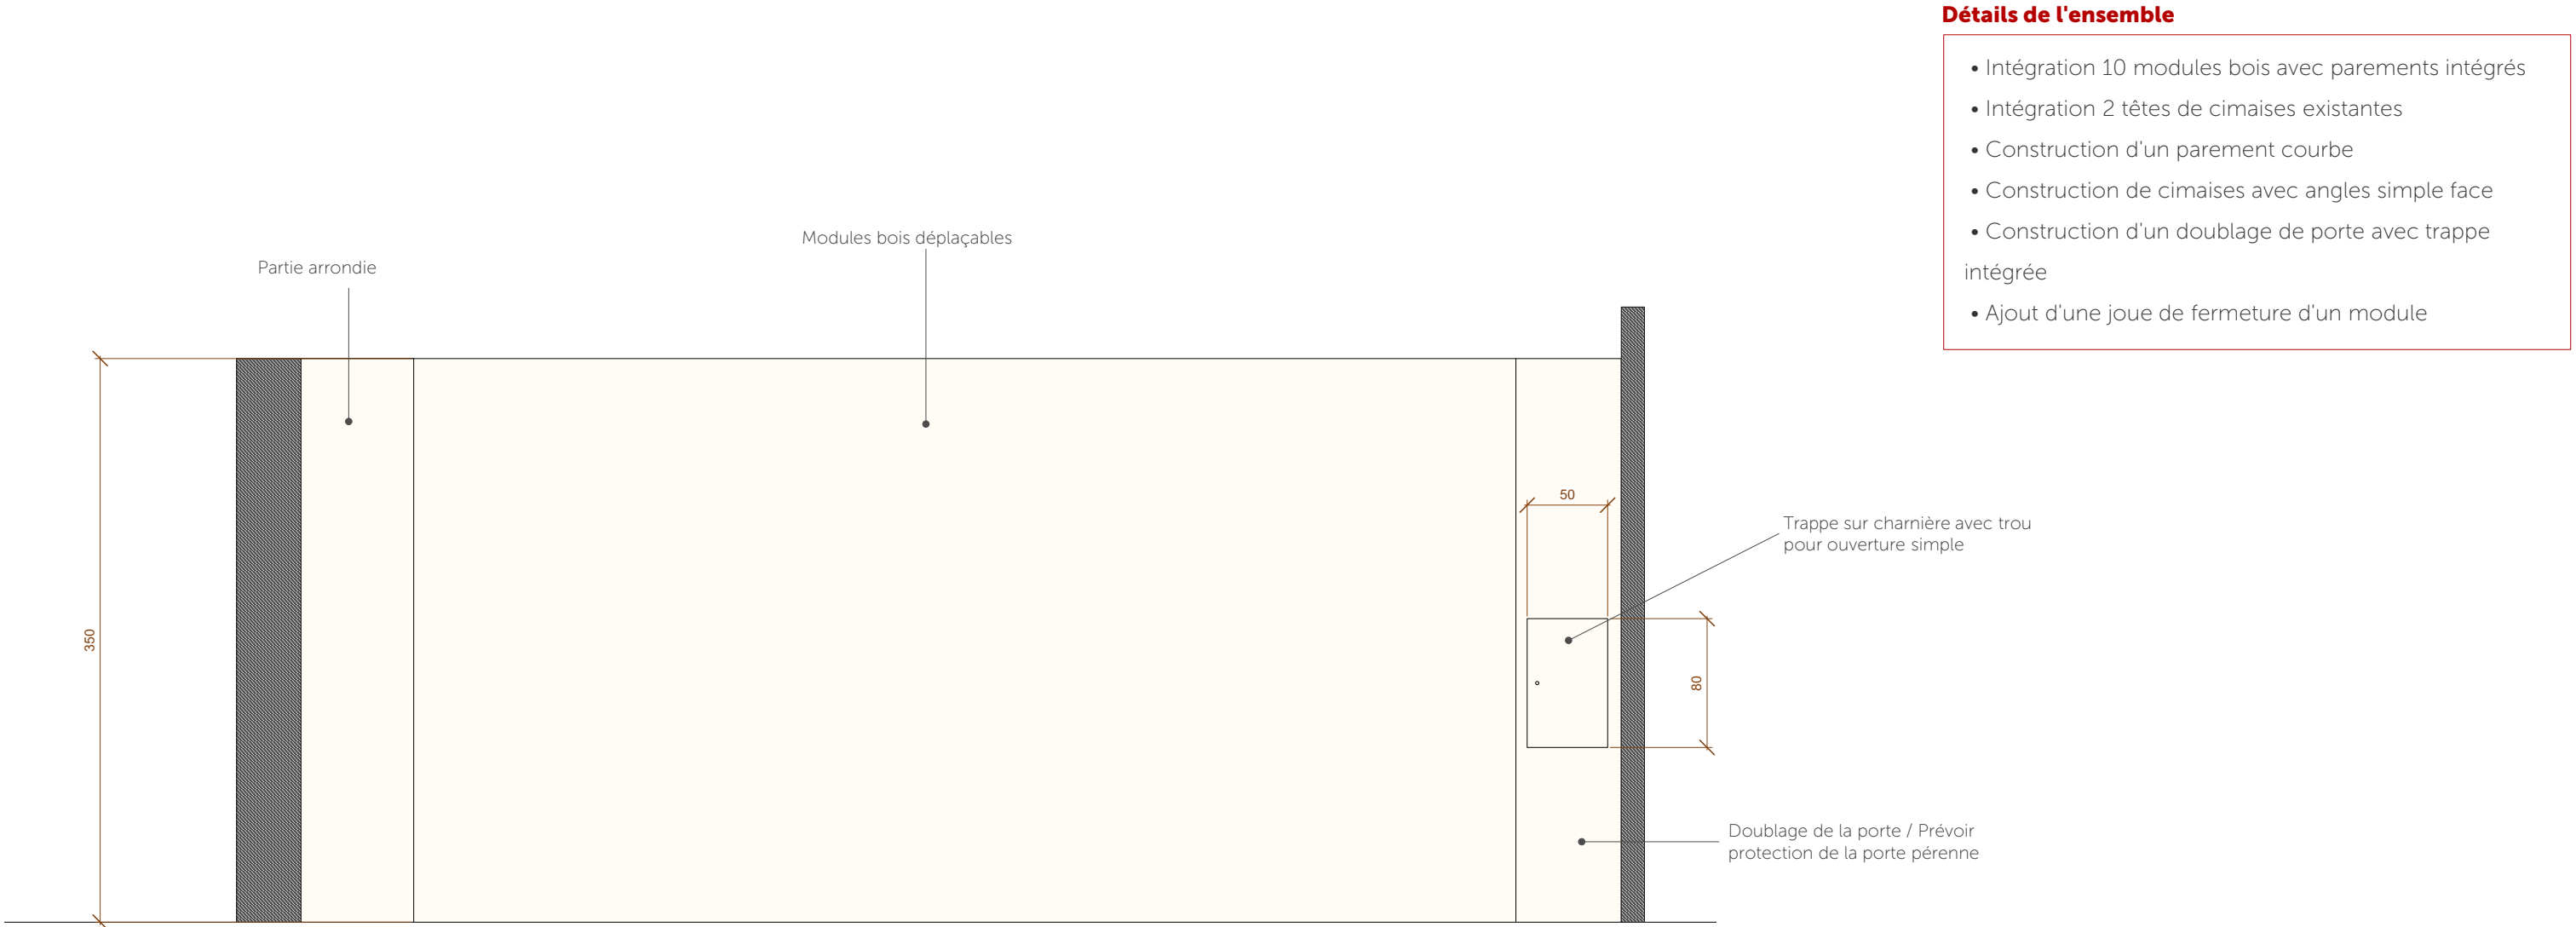 Détails de l'ensemble
• Intégration 10 modules bois avec parements intégrés
• Intégration 2 têtes de cimaises existantes
• Construction d'un parement courbe
• Construction de cimaises avec angles simple face
• Construction d'un doublage de porte avec trappe
intégrée
• Ajout d'une joue de fermeture d'un module
Modules bois déplaçables
Partie arrondie
50
Trappe sur charnière avec trou
pour ouverture simple
350
80
Doublage de la porte / Prévoir
protection de la porte pérenne